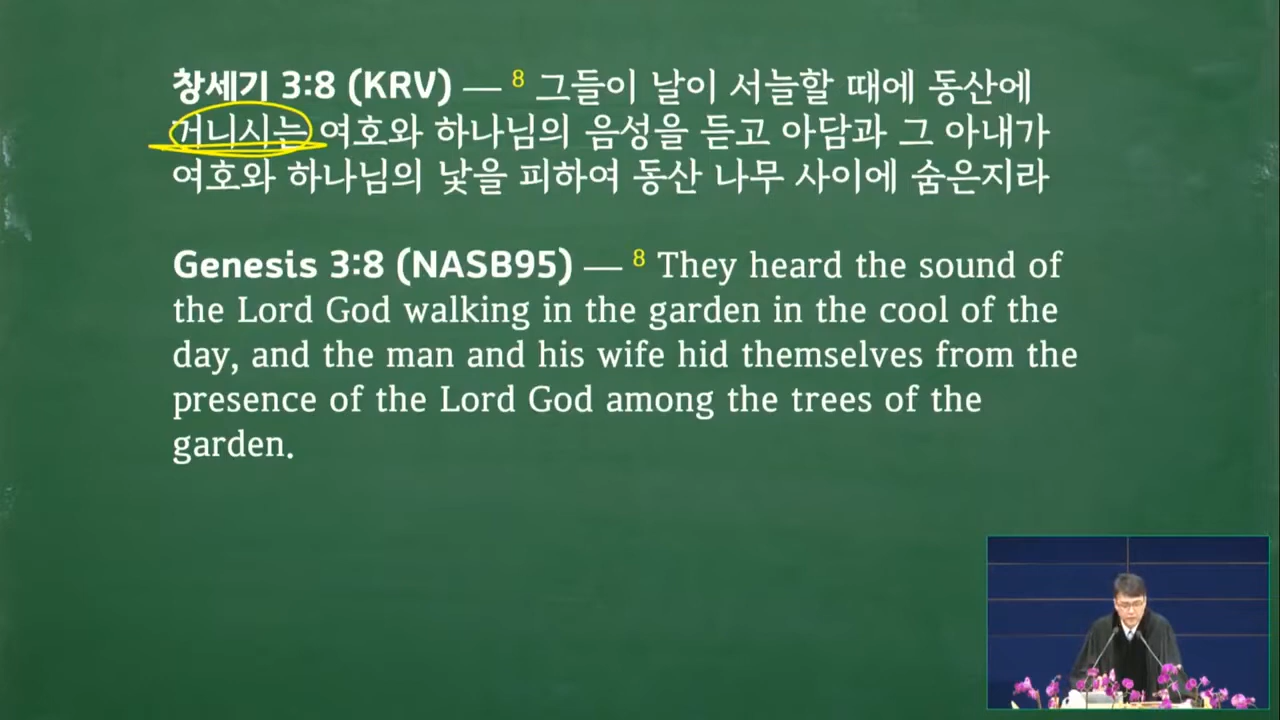 창세기 3:8 (KRV) — 8 그들이 날이 서늘할 때에 동산에
거니시는 여호와 하나님의 음성을 듣고 아담과 그 아내가
여호와 하나님의 낯을 피하여 동산 나무 사이에 숨은지라
Genesis 3:8 (NASB95) — 8 They heard the sound of
the Lord God walking in the garden in the cool of the
day, and the man and his wife hid themselves from the
presence of the Lord God among the trees of the
garden.